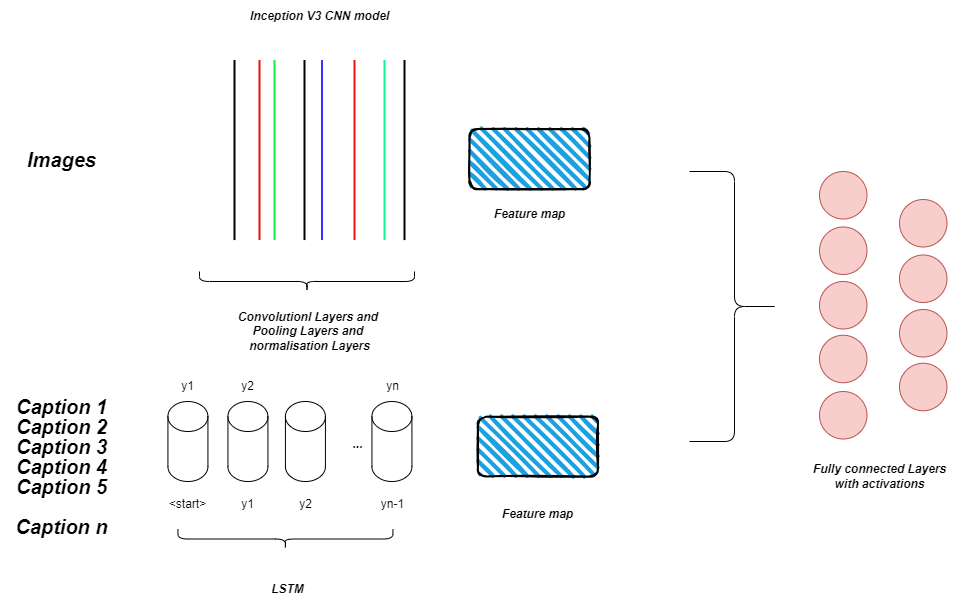 Inception V3 CNN model
Images
Feature map
Convolutionl Layers and
Pooling Layers and
normalisation Layers
y1
y2
yn
Caption 1
Caption 2
Caption 3
Caption 4
Caption 5
Caption n
...
<start>
y1
y2
yn-1
Feature map
LSTM
Fully connected Layers
with activations